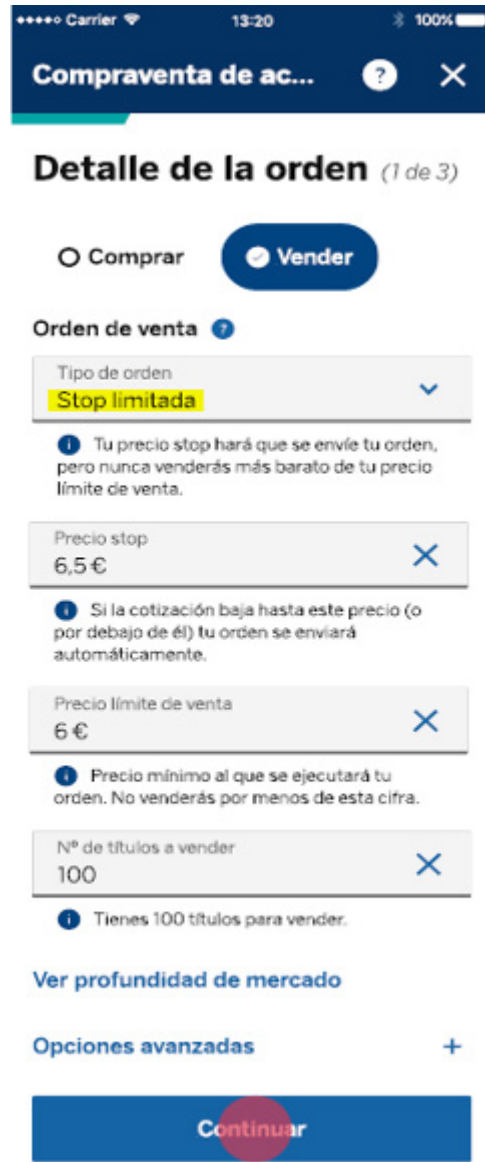 Carrier 13:20 100%
Compraventa de ac... ?
Detalle de la orden (1 de 3)
Comprar Vender
Orden de venta ?
Tipo de orden
Stop limitada
i Tu precio stop hará que se envíe tu orden,
pero nunca venderás más barato de tu precio
límite de venta.
Precio stop
6,5 €
i Si la cotización baja hasta este precio (o
por debajo de él) tu orden se enviará
automáticamente.
Precio límite de venta
6 €
i Precio mínimo al que se ejecutará tu
orden. No venderás por menos de esta cifra.
Nº de títulos a vender
100
i Tienes 100 títulos para vender.
Ver profundidad de mercado
Opciones avanzadas +
Continuar